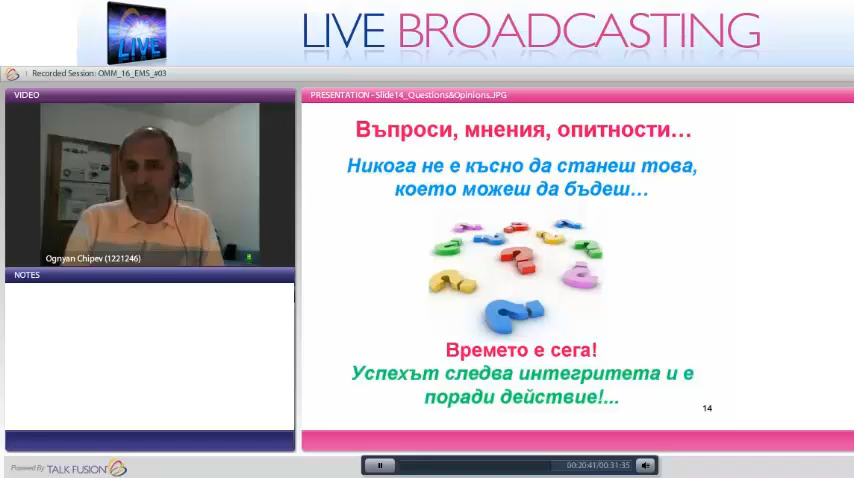 LIVE
LIVE BROADCASTING
Recorded Session: OMM_16_EMS_#03
VIDEO
Ognyan Chipev (1221246)
NOTES
PRESENTATION - Slide14_Questions&Opinions.JPG
Въпроси, мнения, опитности...
Никога не е късно да станеш това,
което можеш да бъдеш...
Времето е сега!
Успехът следва интегритета и е
поради действие!...
14
Powered By TALK FUSION
00:20:41/00:31:35